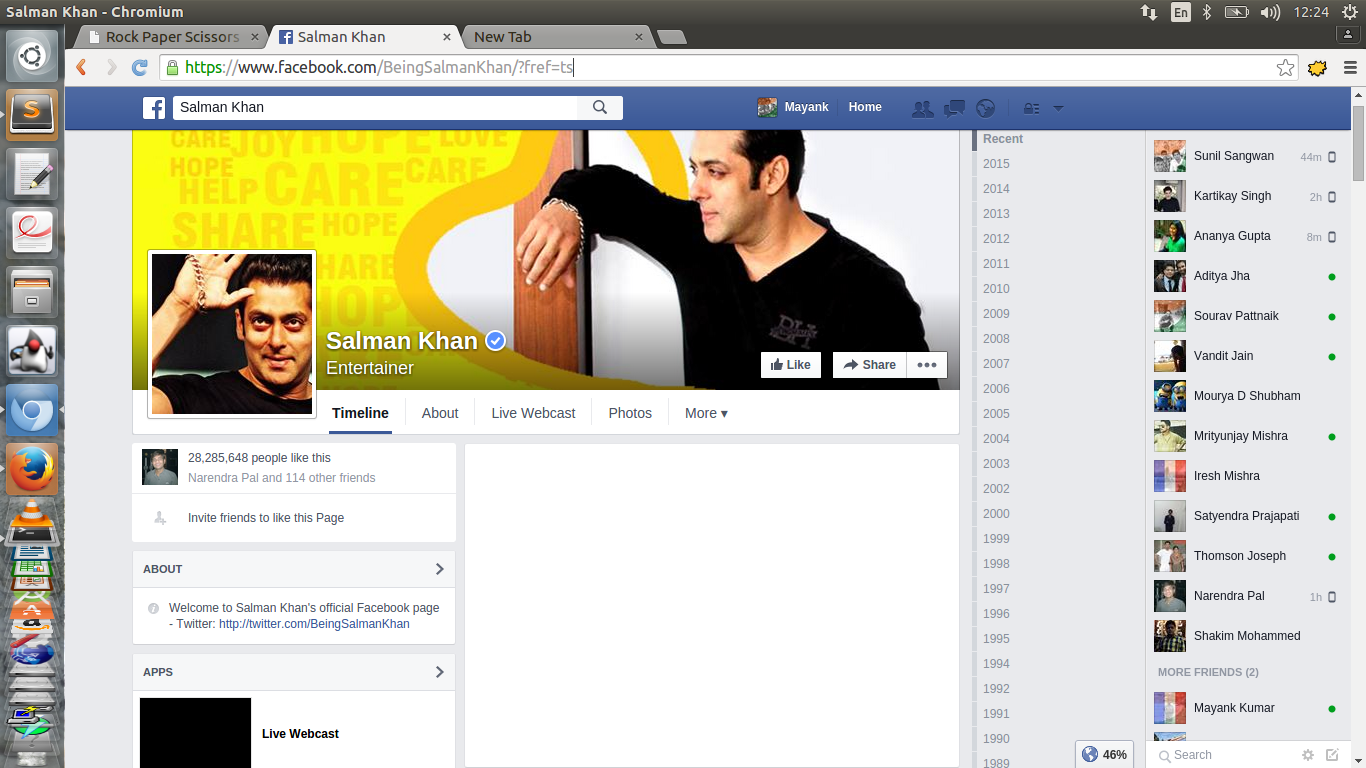 Salman Khan - Chromium
En
12:24
Rock Paper Scissors
Salman Khan
New Tab
https://www.facebook.com/BeingSalmanKhan/?fref=ts
Salman Khan
Mayank
Home
CARE JOY HOPE LOVE
HOPE
HELP CARE CARE
SHARE HOPE
HARE
HOP
Salman Khan
Entertainer
Like
Share
Timeline
About
Live Webcast
Photos
More ▾
28,285,648 people like this
Narendra Pal and 114 other friends
Invite friends to like this Page
ABOUT
Welcome to Salman Khan's official Facebook page
- Twitter: http://twitter.com/BeingSalmanKhan
APPS
Live Webcast
Recent
2015
2014
2013
2012
2011
2010
2009
2008
2007
2006
2005
2004
2003
2002
2000
1999
1998
1997
1996
1995
1994
1992
1991
1990
1989
46%
Sunil Sangwan 44m
Kartikay Singh 2h
Ananya Gupta 8m
Aditya Jha
Sourav Pattnaik
Vandit Jain
Mourya D Shubham
Mrityunjay Mishra
Iresh Mishra
Satyendra Prajapati
Thomson Joseph
Narendra Pal 1h
Shakim Mohammed
MORE FRIENDS (2)
Mayank Kumar
Search